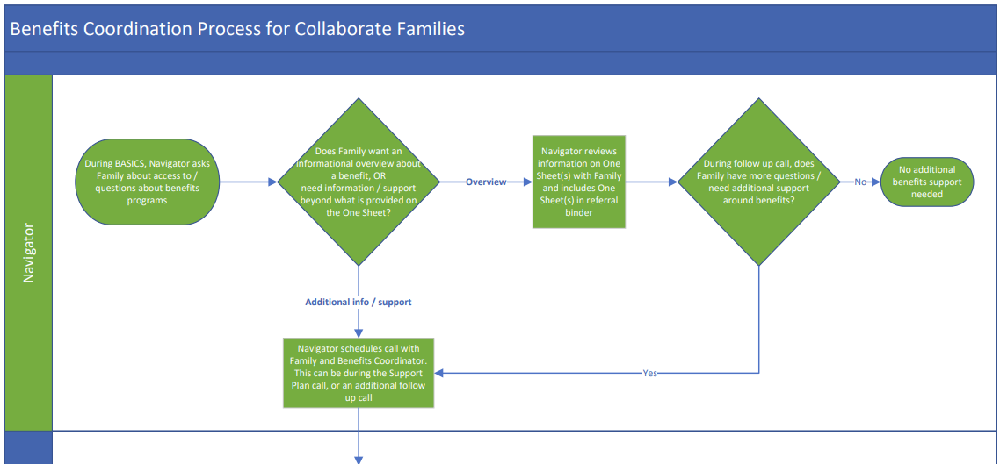 Benefits Coordination Process for Collaborate Families
Navigator
During BASICS, Navigator asks
Family about access to /
questions about benefits
programs
Does Family want an
informational overview about
a benefit, OR
need information / support
beyond what is provided on
the One Sheet?
Overview
Navigator reviews
information on One
Sheet(s) with Family
and includes One
Sheet(s) in referral
binder
During follow up call, does
Family have more questions /
need additional support
around benefits?
No
No additional
benefits support
needed
Additional info / support
Navigator schedules call with
Family and Benefits Coordinator.
This can be during the Support
Plan call, or an additional follow
up call
Yes